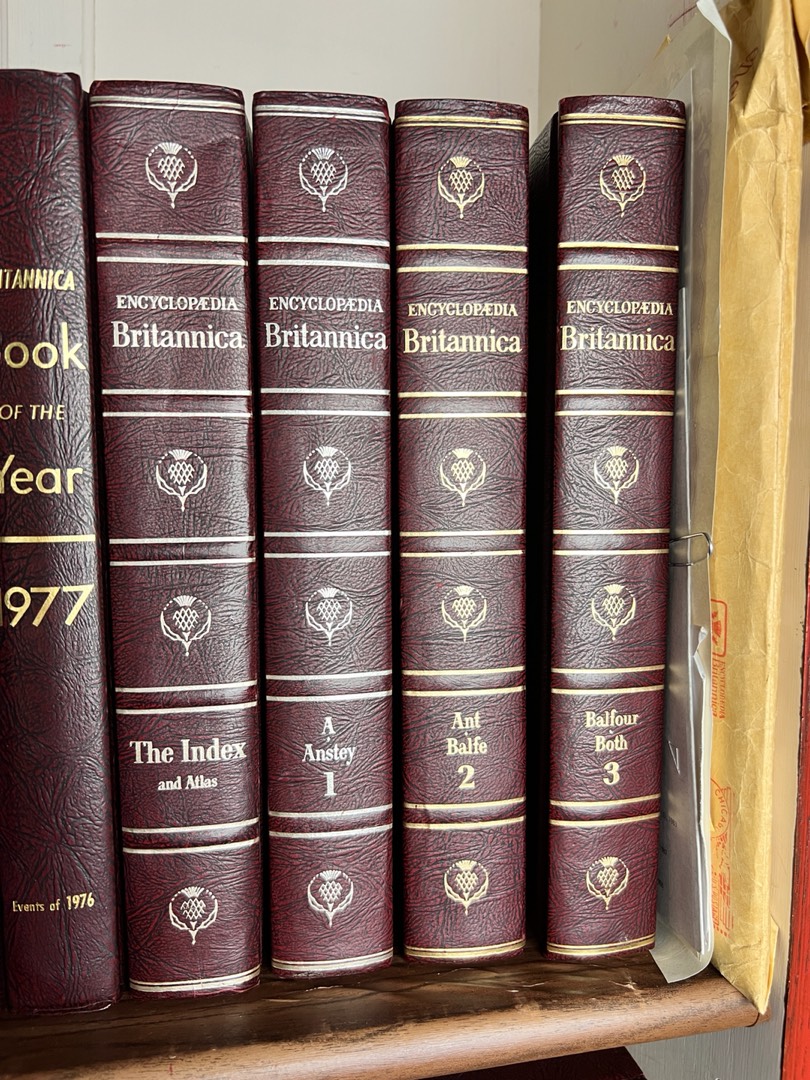 ITANNICA
Book
OF THE
Year
1977
Events of 1976
ENCYCLOPÆDIA
Britannica
The Index
and Atlas
ENCYCLOPÆDIA
Britannica
A
Anstey
1
ENCYCLOPÆDIA
Britannica
Ant
Balfe
2
ENCYCLOPÆDIA
Britannica
Balfour
Both
3